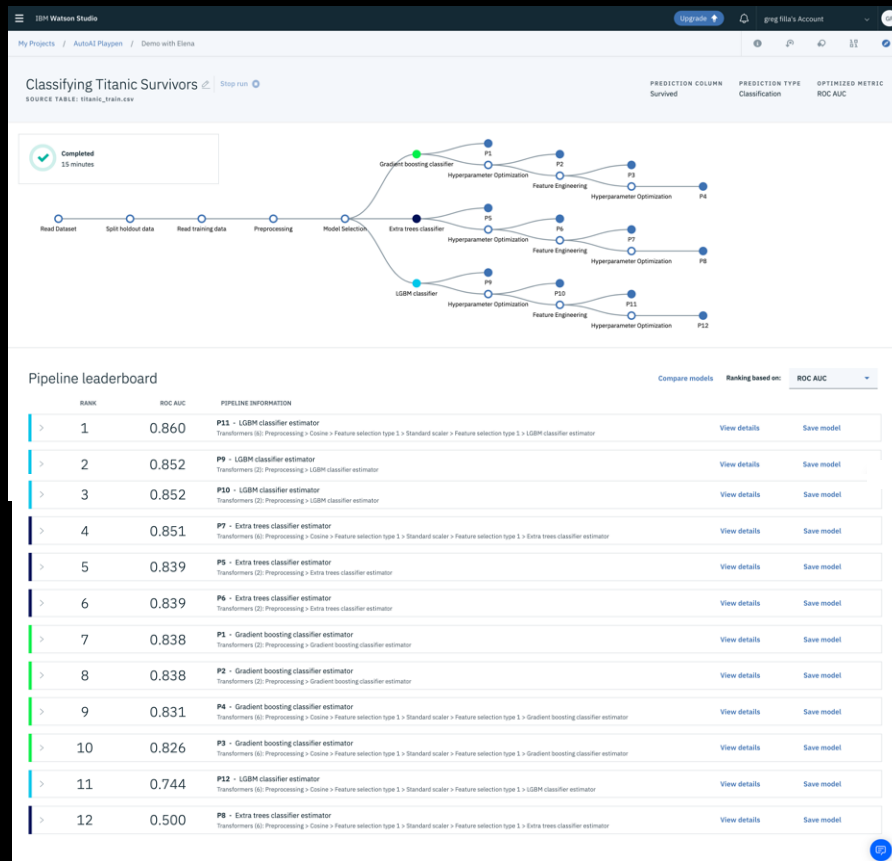 IBM Watson Studio
Upgrade
greg filla's Account
My Projects / AutoAI Playpen / Demo with Elena
Classifying Titanic Survivors
Stop run
SOURCE TABLE: titanic_train.csv
PREDICTION COLUMN
Survived
PREDICTION TYPE
Classification
OPTIMIZED METRIC
ROC AUC
Completed
15 minutes
Read Dataset
Split holdout data
Read training data
Preprocessing
Model Selection
Gradient boosting classifier
P1
Hyperparameter Optimization
P2
Feature Engineering
P3
Hyperparameter Optimization
P4
Extra trees classifier
P5
Hyperparameter Optimization
P6
Feature Engineering
P7
Hyperparameter Optimization
P8
LGBM classifier
P9
Hyperparameter Optimization
P10
Feature Engineering
P11
Hyperparameter Optimization
P12
Pipeline leaderboard
Compare models
Ranking based on:
ROC AUC
RANK ROC AUC PIPELINE INFORMATION
1 0.860 P11 - LGBM classifier estimator View details Save model
Transformers (6): Preprocessing > Cosine > Feature selection type 1 > Standard scaler > Feature selection type 1 > LGBM classifier estimator
2 0.852 P9 - LGBM classifier estimator View details Save model
Transformers (2): Preprocessing > LGBM classifier estimator
3 0.852 P10 - LGBM classifier estimator View details Save model
Transformers (2): Preprocessing > LGBM classifier estimator
4 0.851 P7 - Extra trees classifier estimator View details Save model
Transformers (6): Preprocessing > Cosine > Feature selection type 1 > Standard scaler > Feature selection type 1 > Extra trees classifier estimator
5 0.839 P5 - Extra trees classifier estimator View details Save model
Transformers (2): Preprocessing > Extra trees classifier estimator
6 0.839 P6 - Extra trees classifier estimator View details Save model
Transformers (2): Preprocessing > Extra trees classifier estimator
7 0.838 P1 - Gradient boosting classifier estimator View details Save model
Transformers (2): Preprocessing > Gradient boosting classifier estimator
8 0.838 P2 - Gradient boosting classifier estimator View details Save model
Transformers (2): Preprocessing > Gradient boosting classifier estimator
9 0.831 P4 - Gradient boosting classifier estimator View details Save model
Transformers (6): Preprocessing > Cosine > Feature selection type 1 > Standard scaler > Feature selection type 1 > Gradient boosting classifier estimator
10 0.826 P3 - Gradient boosting classifier estimator View details Save model
Transformers (6): Preprocessing > Cosine > Feature selection type 1 > Standard scaler > Feature selection type 1 > Gradient boosting classifier estimator
11 0.744 P12 - LGBM classifier estimator View details Save model
Transformers (6): Preprocessing > Cosine > Feature selection type 1 > Standard scaler > Feature selection type 1 > LGBM classifier estimator
12 0.500 P8 - Extra trees classifier estimator View details Save model
Transformers (6): Preprocessing > Cosine > Feature selection type 1 > Standard scaler > Feature selection type 1 > Extra trees classifier estimator